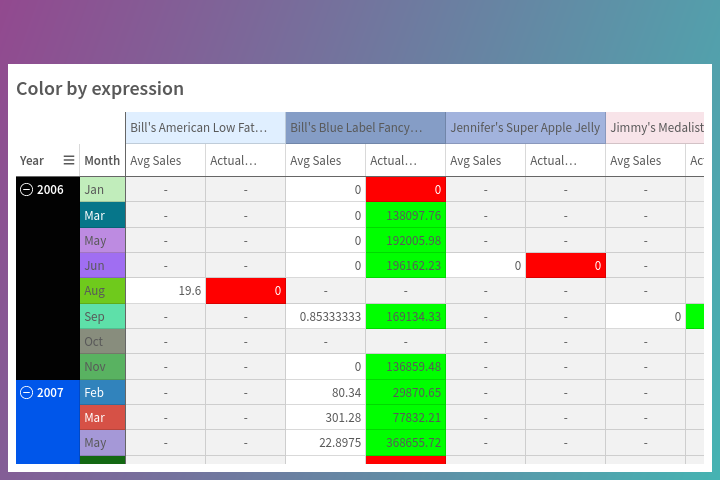 Color by expression
Bill's American Low Fat… Bill's Blue Label Fancy… Jennifer's Super Apple Jelly Jimmy's Medalist
Year Month Avg Sales Actual… Avg Sales Actual… Avg Sales Actual… Avg Sales Ac
2006 Jan - - 0 0 - - -
Mar - - 0 138097.76 - - -
May - - 0 192005.98 - - -
Jun - - 0 196162.23 0 0 -
Aug 19.6 0 - - - - -
Sep - - 0.85333333 169134.33 - - 0
Oct - - - - - - -
Nov - - 0 136859.48 - - -
2007 Feb - - 80.34 29870.65 - - -
Mar - - 301.28 77832.21 - - -
May - - 22.8975 368655.72 - - -